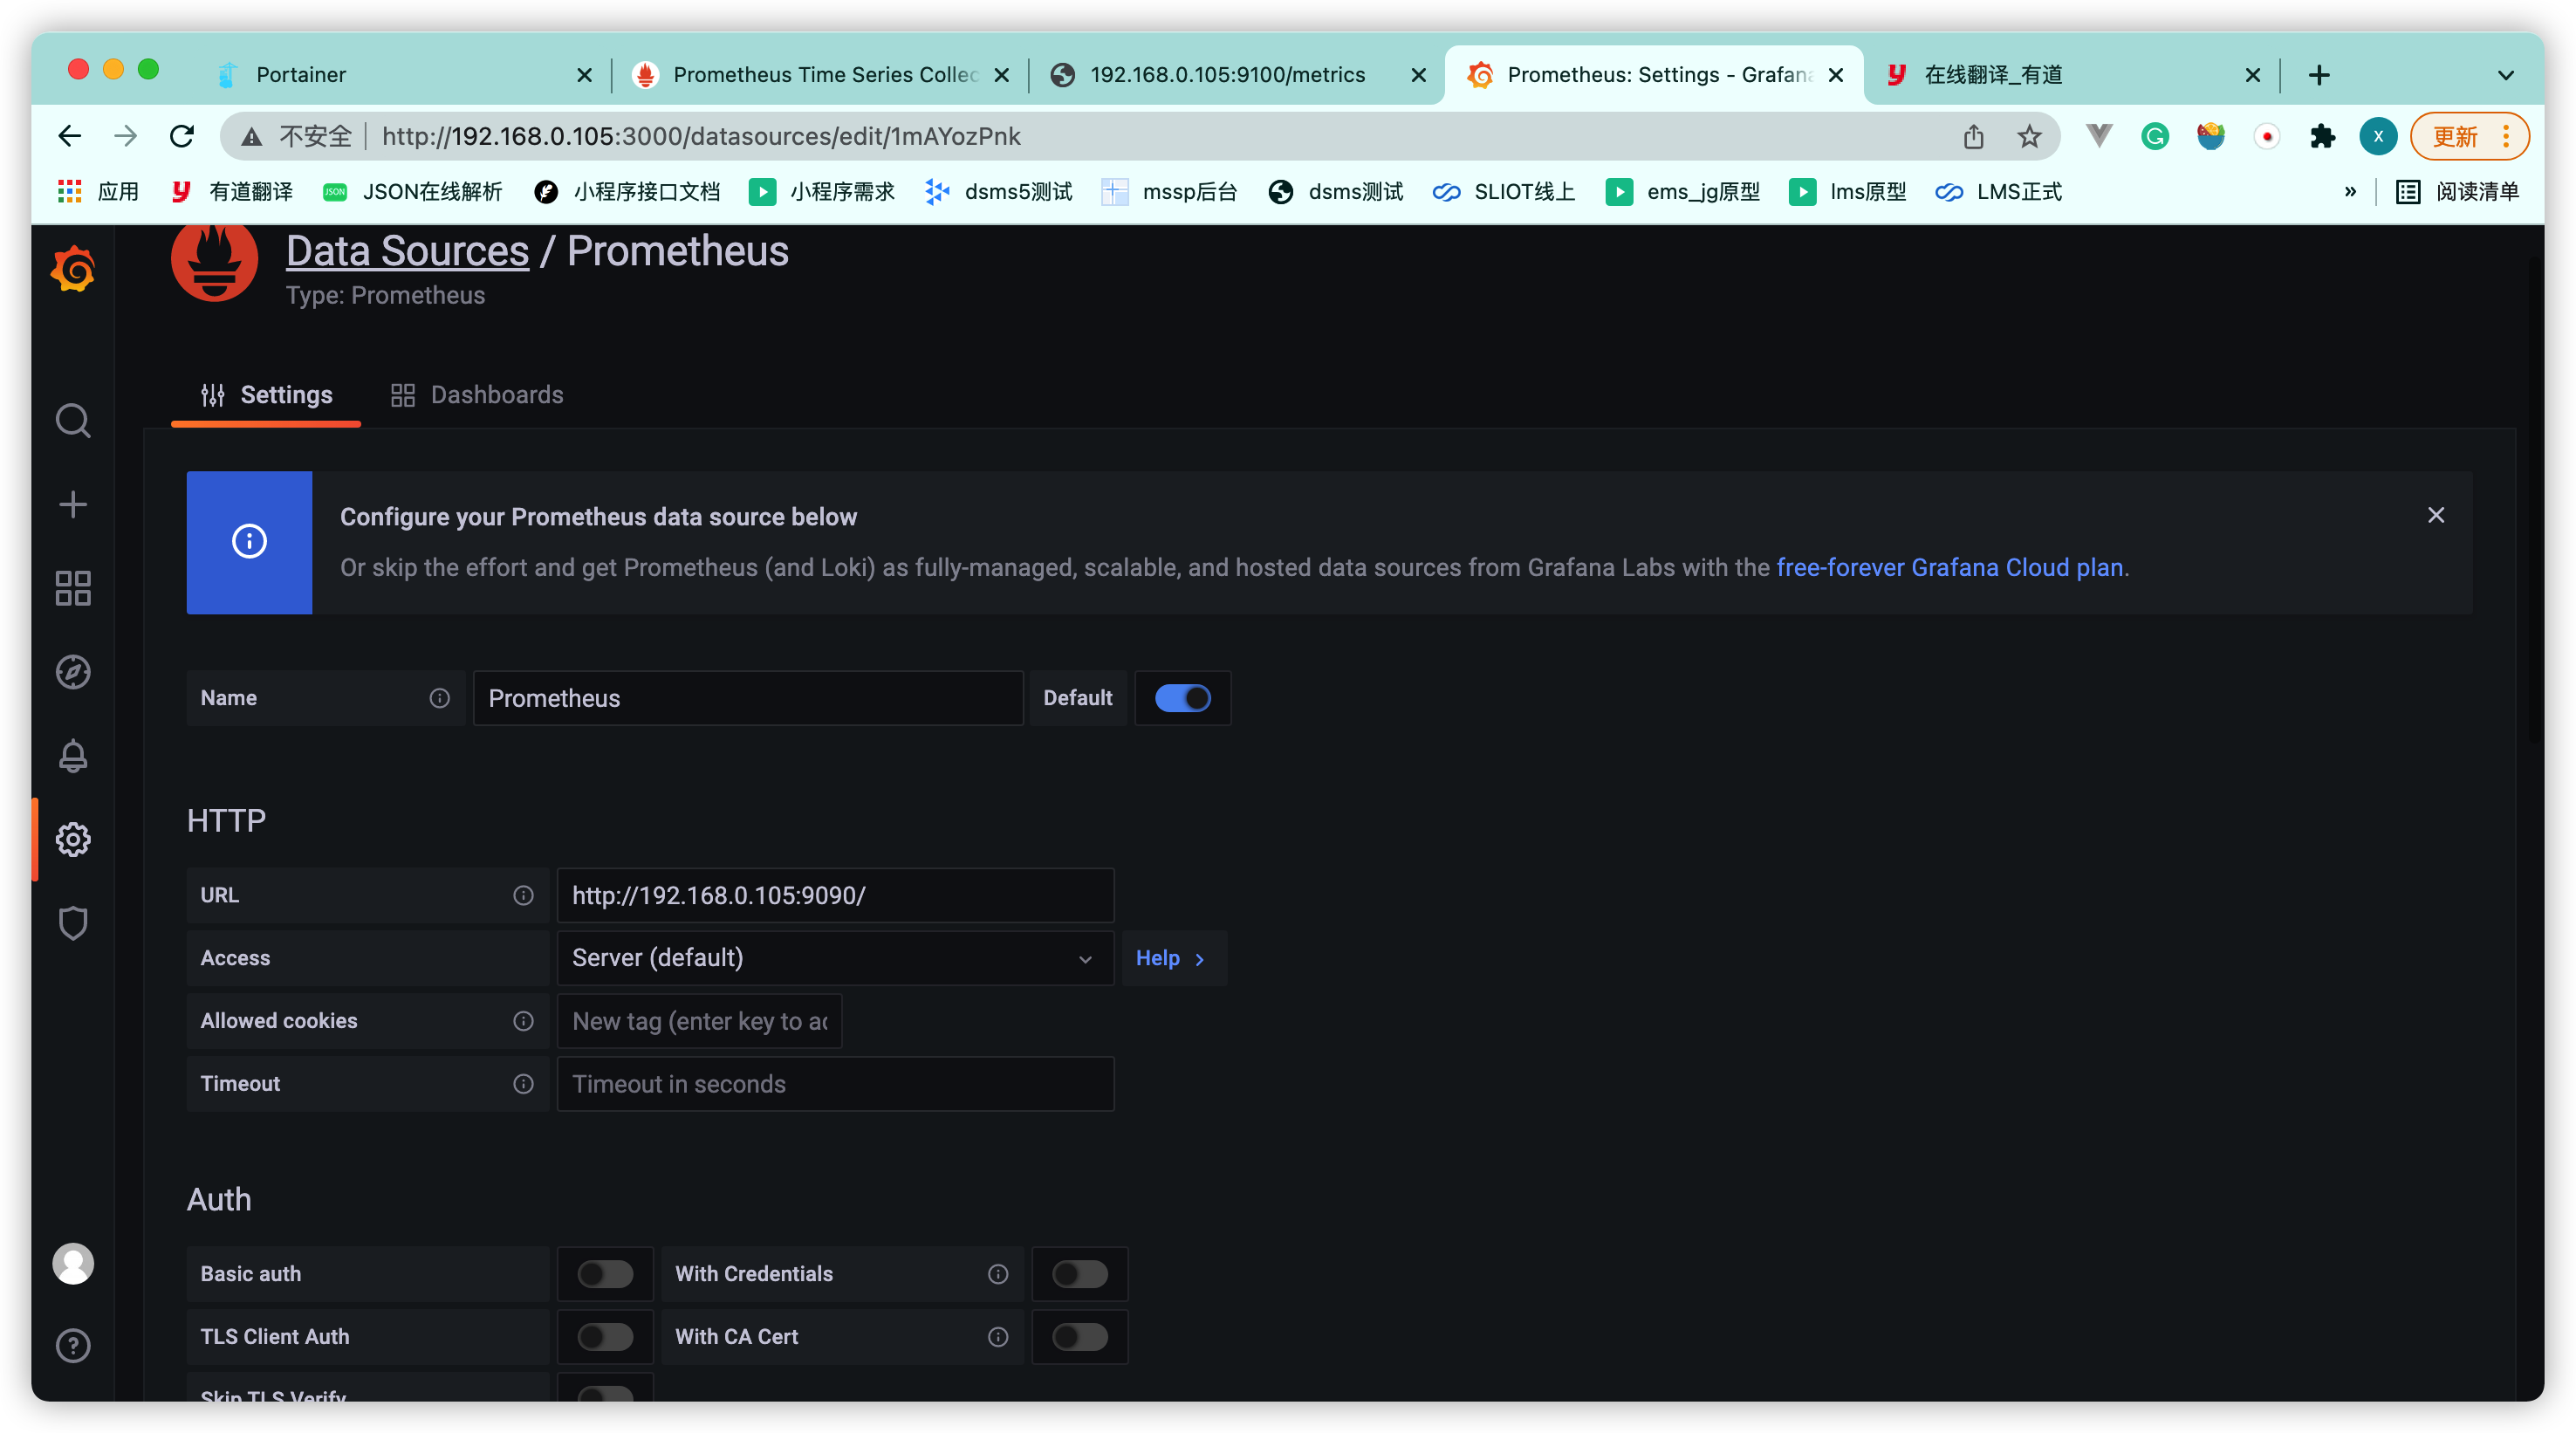 Portainer
Prometheus Time Series Collec
192.168.0.105:9100/metrics
Prometheus: Settings - Grafana
在线翻译_有道
不安全 http://192.168.0.105:3000/datasources/edit/1mAYozPnk
X
更新
应用
有道翻译
JSON
JSON在线解析
小程序接口文档
小程序需求
dsms5测试
mssp后台
dsms测试
SLIOT线上
ems_jg原型
lms原型
LMS正式
»
阅读清单
Data Sources / Prometheus
Type: Prometheus
Settings
Dashboards
Configure your Prometheus data source below
Or skip the effort and get Prometheus (and Loki) as fully-managed, scalable, and hosted data sources from Grafana Labs with the free-forever Grafana Cloud plan.
Name
Prometheus
Default
HTTP
URL
http://192.168.0.105:9090/
Access
Server (default)
Help >
Allowed cookies
New tag (enter key to ad
Timeout
Timeout in seconds
Auth
Basic auth
With Credentials
TLS Client Auth
With CA Cert
Skip TLS Verify